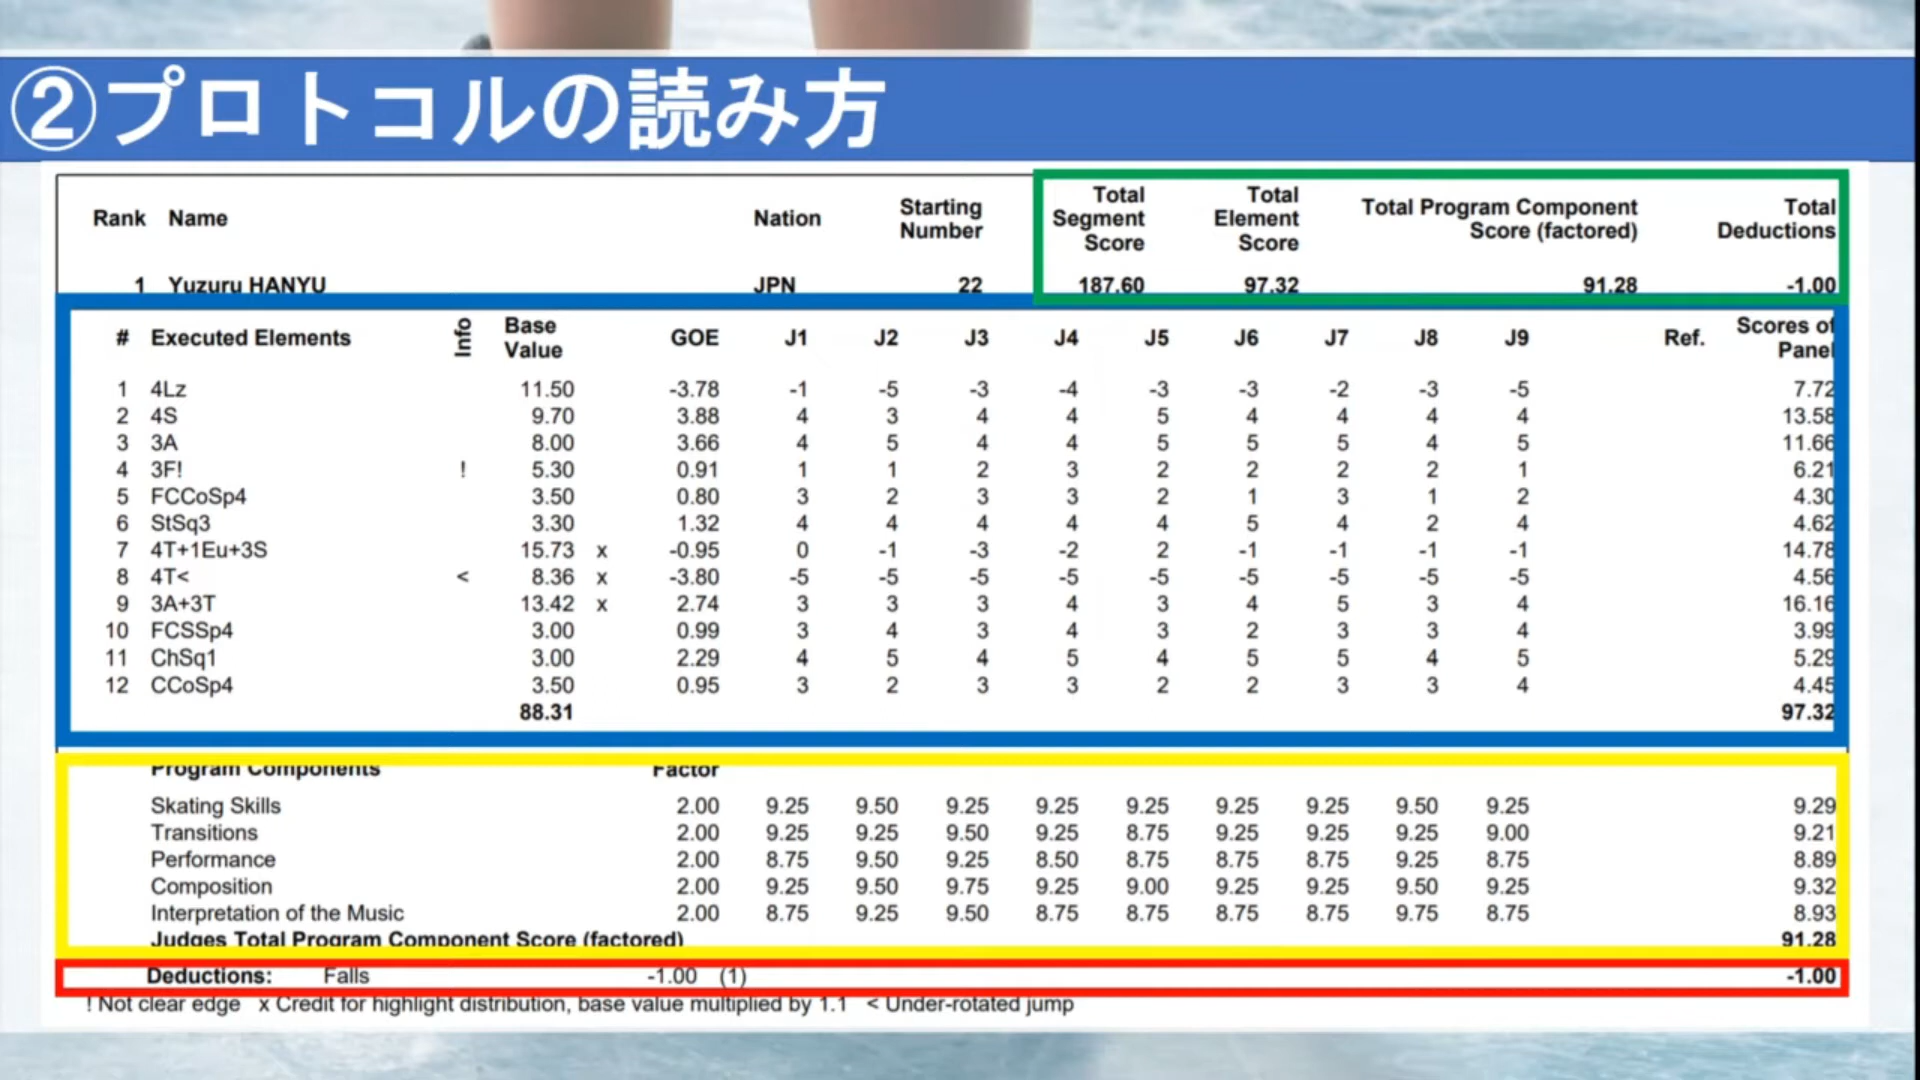 ②プロトコルの読み方
Rank Name Nation Starting Number Total Segment Score Total Element Score Total Program Component Score (factored) Total Deductions
1 Yuzuru HANYU JPN 22 187.60 97.32 91.28 -1.00
# Executed Elements Info Base Value GOE J1 J2 J3 J4 J5 J6 J7 J8 J9 Ref. Scores of Panel
1 4Lz 11.50 -3.78 -1 -5 -3 -4 -3 -3 -2 -3 -5 7.72
2 4S 9.70 3.88 4 3 4 4 5 4 4 4 4 13.58
3 3A 8.00 3.66 4 5 4 4 5 5 5 4 5 11.66
4 3F! ! 5.30 0.91 1 1 2 3 2 2 2 2 1 6.21
5 FCCoSp4 3.50 0.80 3 2 3 3 2 1 3 1 2 4.30
6 StSq3 3.30 1.32 4 4 4 4 4 5 4 2 4 4.62
7 4T+1Eu+3S 15.73 x -0.95 0 -1 -3 -2 2 -1 -1 -1 -1 14.78
8 4T< < 8.36 x -3.80 -5 -5 -5 -5 -5 -5 -5 -5 -5 4.56
9 3A+3T 13.42 x 2.74 3 3 3 4 3 4 5 3 4 16.16
10 FCSSp4 3.00 0.99 3 4 3 4 3 2 3 3 4 3.99
11 ChSq1 3.00 2.29 4 5 4 5 4 5 5 4 5 5.29
12 CCoSp4 3.50 0.95 3 2 3 3 2 2 3 3 4 4.45
88.31 97.32
Program Components Factor
Skating Skills 2.00 9.25 9.50 9.25 9.25 9.25 9.25 9.25 9.50 9.25 9.29
Transitions 2.00 9.25 9.25 9.50 9.25 8.75 9.25 9.25 9.25 9.00 9.21
Performance 2.00 8.75 9.50 9.25 8.50 8.75 8.75 8.75 9.25 8.75 8.89
Composition 2.00 9.25 9.50 9.75 9.25 9.00 9.25 9.25 9.50 9.25 9.32
Interpretation of the Music 2.00 8.75 9.25 9.50 8.75 8.75 8.75 8.75 9.75 8.75 8.93
Judges Total Program Component Score (factored) 91.28
Deductions: Falls -1.00 (1) -1.00
! Not clear edge x Credit for highlight distribution, base value multiplied by 1.1 < Under-rotated jump